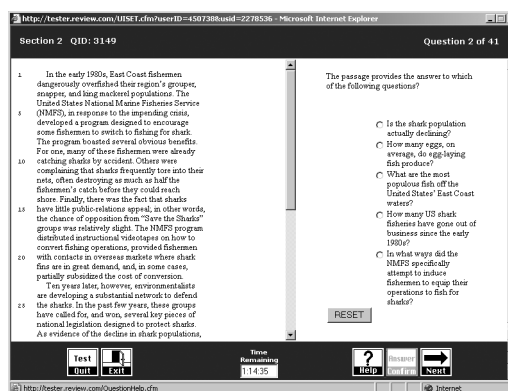 http://tester.review.com/UISET.cfm?userID=450738&usid=2278536 - Microsoft Internet Explorer
Section 2 QID: 3149
Question 2 of 41
1 In the early 1980s, East Coast fishermen
dangerously overfished their region's grouper,
snapper, and king mackerel populations. The
United States National Marine Fisheries Service
5 (NMFS), in response to the impending crisis,
developed a program designed to encourage
some fishermen to switch to fishing for shark.
The program boasted several obvious benefits.
For one, many of these fishermen were already
10 catching sharks by accident. Others were
complaining that sharks frequently tore into their
nets, often destroying as much as half the
fishermen's catch before they could reach
shore. Finally, there was the fact that sharks
15 have little public-relations appeal; in other words,
the chance of opposition from "Save the Sharks"
groups was relatively slight. The NMFS program
distributed instructional videotapes on how to
convert fishing operations, provided fishermen
20 with contacts in overseas markets where shark
fins are in great demand, and, in some cases,
partially subsidized the cost of conversion.
Ten years later, however, environmentalists
are developing a substantial network to defend
25 the sharks. In the past few years, these groups
have called for, and won, several key pieces of
national legislation designed to protect sharks.
As evidence of the decline in shark populations,
The passage provides the answer to which
of the following questions?
Is the shark population
actually declining?
How many eggs, on
average, do egg-laying
fish produce?
What are the most
populous fish off the
United States' East Coast
waters?
How many US shark
fisheries have gone out of
business since the early
1980s?
In what ways did the
NMFS specifically
attempt to induce
fishermen to equip their
operations to fish for
sharks?
RESET
Test
Quit
Exit
Time
Remaining
1:14:35
?
Help
Answer
Confirm
Next
http://tester.review.com/QuestionHelp.cfm
Internet